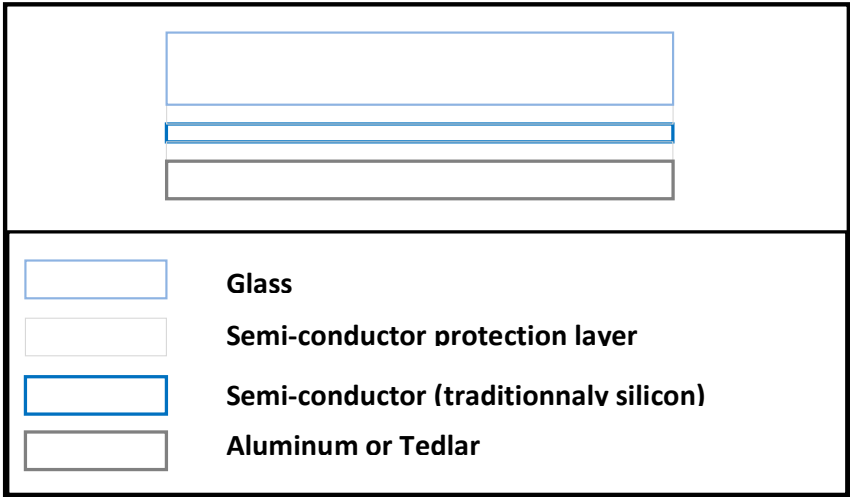 Glass
Semi-conductor protection layer
Semi-conductor (traditionnaly silicon)
Aluminum or Tedlar